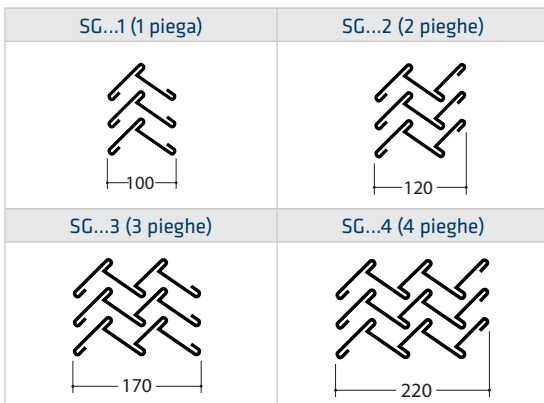 SG...1 (1 piega)
SG...2 (2 pieghe)
100
120
SG...3 (3 pieghe)
SG...4 (4 pieghe)
170
220